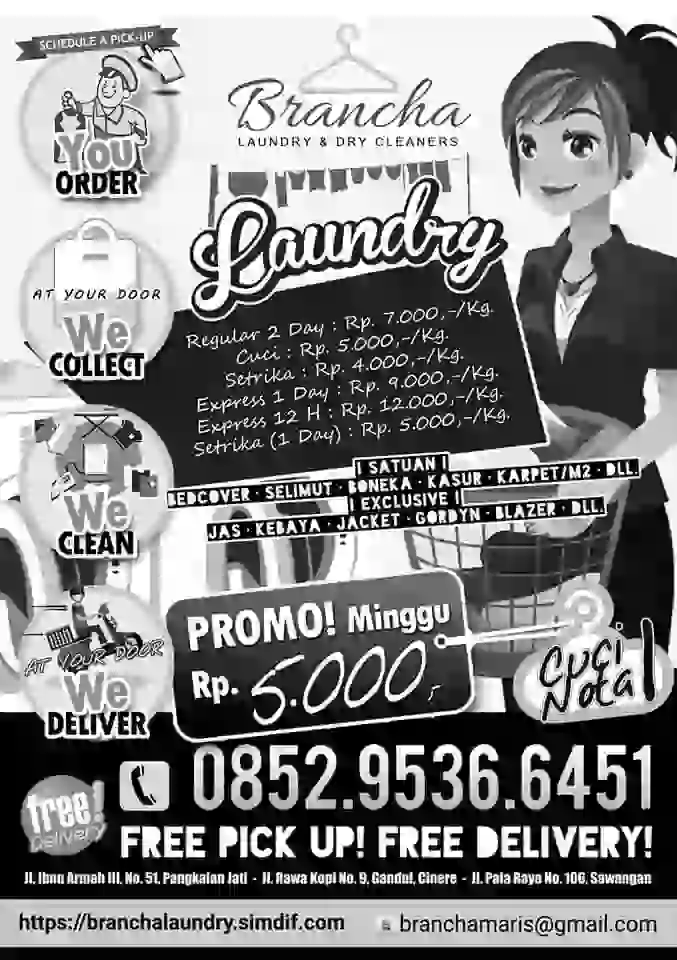 SCHEDULE A PICK-UP
You
ORDER
Brancha
LAUNDRY & DRY CLEANERS
Laundry
AT YOUR DOOR
We
COLLECT
Regular 2 Day : Rp. 7.000,-/Kg.
Cuci : Rp. 5.000,-/Kg.
Setrika : Rp. 4.000,-/Kg.
Express 1 Day : Rp. 9.000,-/Kg.
Express 12 H : Rp. 12.000,-/Kg.
Setrika (1 Day) : Rp. 5.000,-/Kg.
| SATUAN |
BEDCOVER · SELIMUT · BONEKA · KASUR · KARPET/M2 · DLL.
| EXCLUSIVE |
JAS · KEBAYA · JACKET · GORDYN · BLAZER · DLL.
We
CLEAN
PROMO! Minggu
Rp. 5.000,-
Cuci
Nota 1
AT YOUR DOOR
We
DELIVER
0852.9536.6451
free!
Delivery
FREE PICK UP! FREE DELIVERY!
Jl. Ibnu Armah III, No. 51, Pangkalan Jati - Jl. Rawa Kopi No. 9, Gandul, Cinere - Jl. Pala Raya No. 106, Sawangan
https://branchalaundry.simdif.com
branchamaris@gmail.com